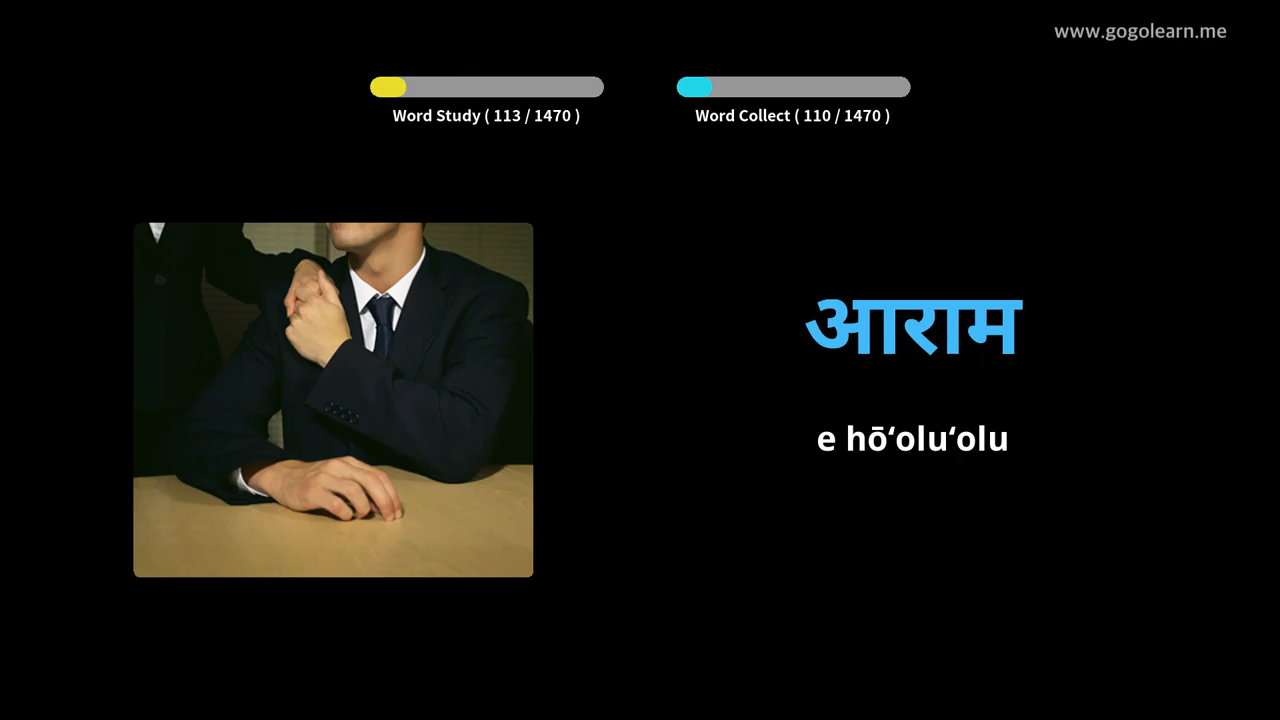 www.gogolearn.me
Word Study ( 113 / 1470 )
Word Collect ( 110 / 1470 )
आराम
e hōʻoluʻolu